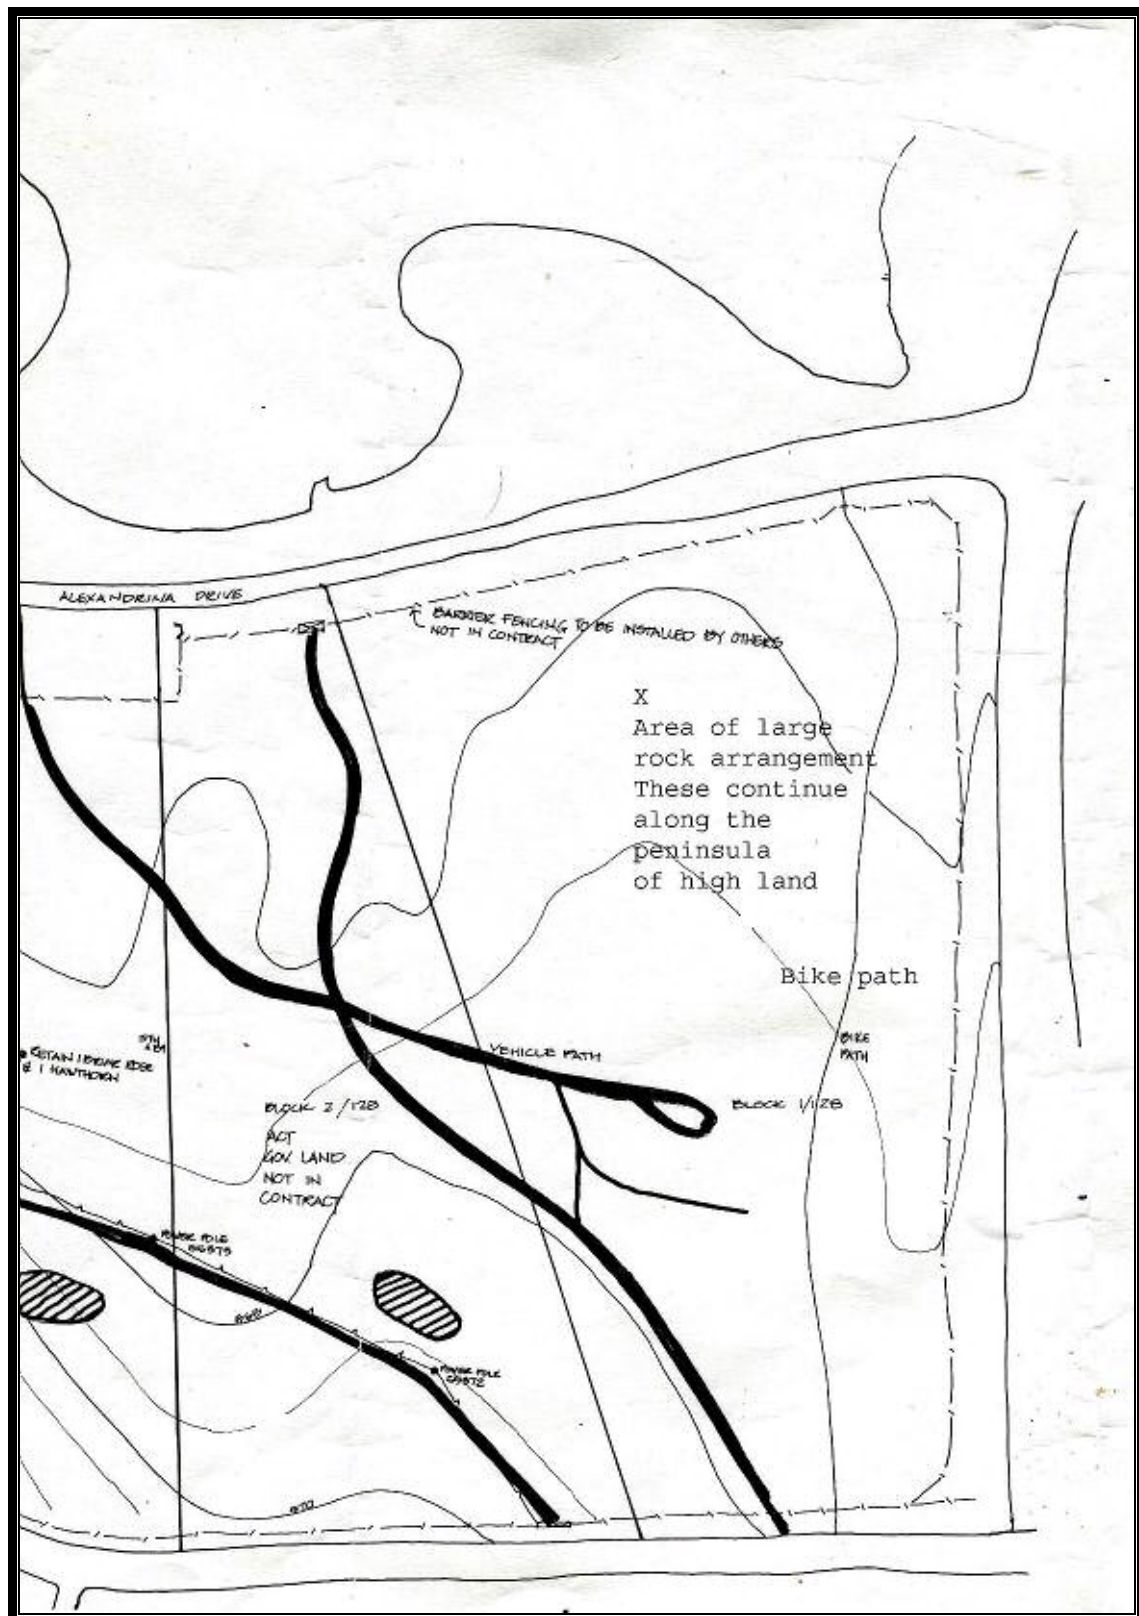 ALEXANDRINA DRIVE
BARRIER FENCING TO BE INSTALLED BY OTHERS
NOT IN CONTRACT
X
Area of large
rock arrangement
These continue
along the
peninsula
of high land
Bike path
BIKE
PATH
RETAIN 1 BRIAR ROSE
& 1 HAWTHORN
VEHICLE PATH
BLOCK 2/128
BLOCK 1/128
ACT
GOV. LAND
NOT IN
CONTRACT
POWER POLE
POWER POLE